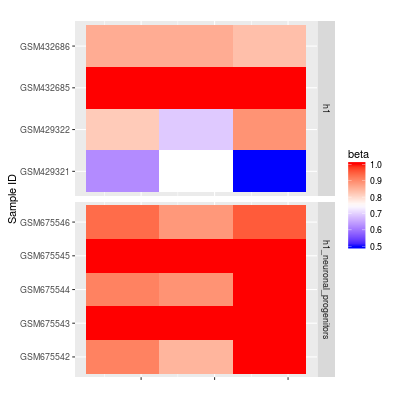 Sample ID
GSM432686
GSM432685
GSM429322
GSM429321
h1
GSM675546
GSM675545
GSM675544
GSM675543
GSM675542
h1_neuronal_progenitors
beta
1.0
0.9
0.8
0.7
0.6
0.5